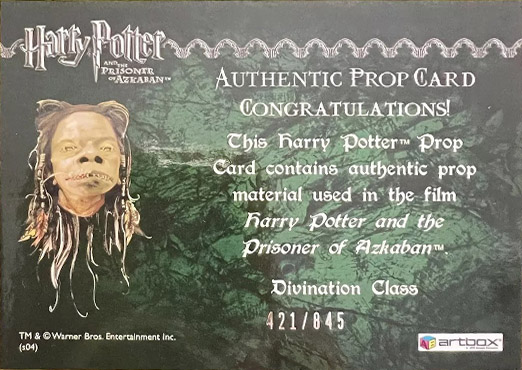 Harry Potter
AND THE
PRISONER
OF AZKABAN™
AUTHENTIC PROP CARD
CONGRATULATIONS!
This Harry Potter™ Prop
Card contains authentic prop
material used in the film
Harry Potter and the
Prisoner of Azkaban™.
Divination Class
421/845
TM & © Warner Bros. Entertainment Inc.
(s04)
artbox